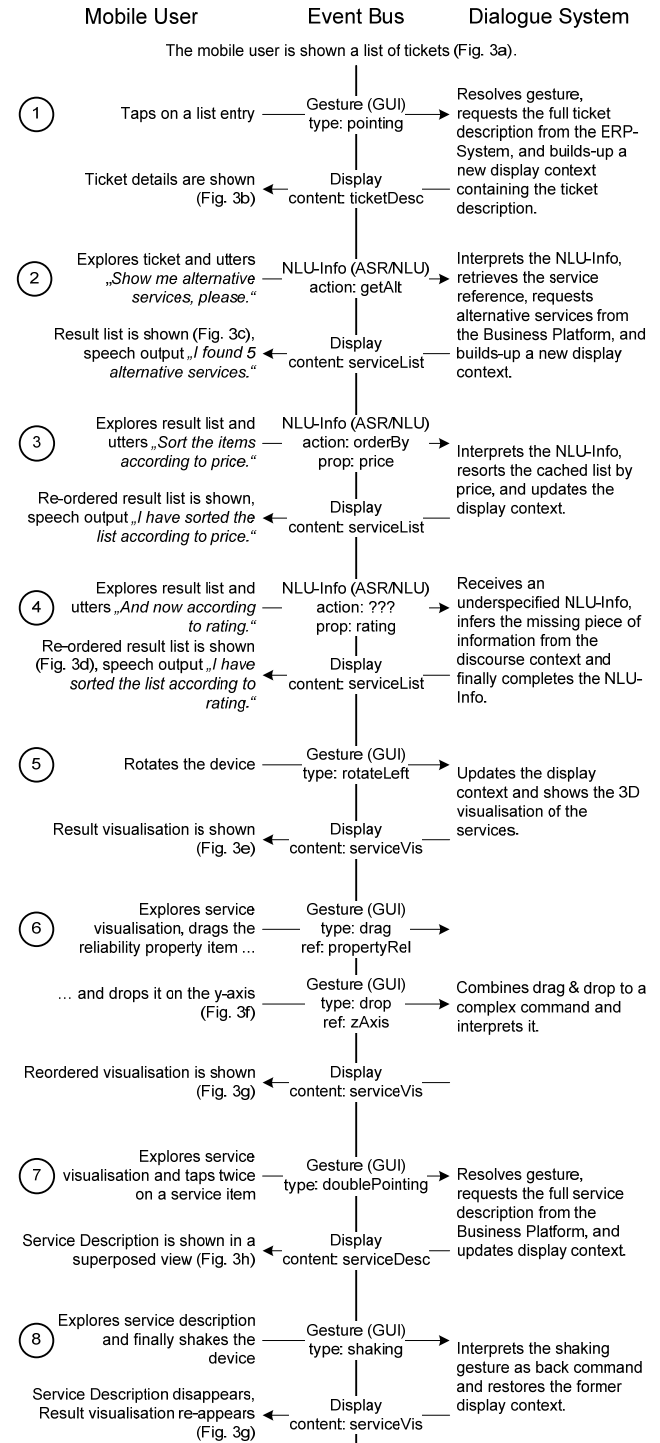 Mobile User Event Bus Dialogue System
The mobile user is shown a list of tickets (Fig. 3a).
1
Taps on a list entry
Gesture (GUI)
type: pointing
Resolves gesture,
requests the full ticket
description from the ERP-
System, and builds-up a
new display context
containing the ticket
description.
Ticket details are shown
(Fig. 3b)
Display
content: ticketDesc
2
Explores ticket and utters
„Show me alternative
services, please.“
NLU-Info (ASR/NLU)
action: getAlt
Interprets the NLU-Info,
retrieves the service
reference, requests
alternative services from
the Business Platform, and
builds-up a new display
context.
Result list is shown (Fig. 3c),
speech output „I found 5
alternative services.“
Display
content: serviceList
3
Explores result list and
utters „Sort the items
according to price.“
NLU-Info (ASR/NLU)
action: orderBy
prop: price
Interprets the NLU-Info,
resorts the cached list by
price, and updates the
display context.
Re-ordered result list is shown,
speech output „I have sorted the
list according to price.“
Display
content: serviceList
4
Explores result list and
utters „And now according
to rating.“
NLU-Info (ASR/NLU)
action: ???
prop: rating
Receives an
underspecified NLU-Info,
infers the missing piece of
information from the
discourse context and
finally completes the NLU-
Info.
Re-ordered result list is shown
(Fig. 3d), speech output „I have
sorted the list according to
rating.“
Display
content: serviceList
5
Rotates the device
Gesture (GUI)
type: rotateLeft
Updates the display
context and shows the 3D
visualisation of the
services.
Result visualisation is shown
(Fig. 3e)
Display
content: serviceVis
6
Explores service
visualisation, drags the
reliability property item ...
Gesture (GUI)
type: drag
ref: propertyRel
… and drops it on the y-axis
(Fig. 3f)
Gesture (GUI)
type: drop
ref: zAxis
Combines drag & drop to a
complex command and
interprets it.
Reordered visualisation is shown
(Fig. 3g)
Display
content: serviceVis
7
Explores service
visualisation and taps twice
on a service item
Gesture (GUI)
type: doublePointing
Resolves gesture,
requests the full service
description from the
Business Platform, and
updates display context.
Service Description is shown in a
superposed view (Fig. 3h)
Display
content: serviceDesc
8
Explores service description
and finally shakes the
device
Gesture (GUI)
type: shaking
Interprets the shaking
gesture as back command
and restores the former
display context.
Service Description disappears,
Result visualisation re-appears
(Fig. 3g)
Display
content: serviceVis